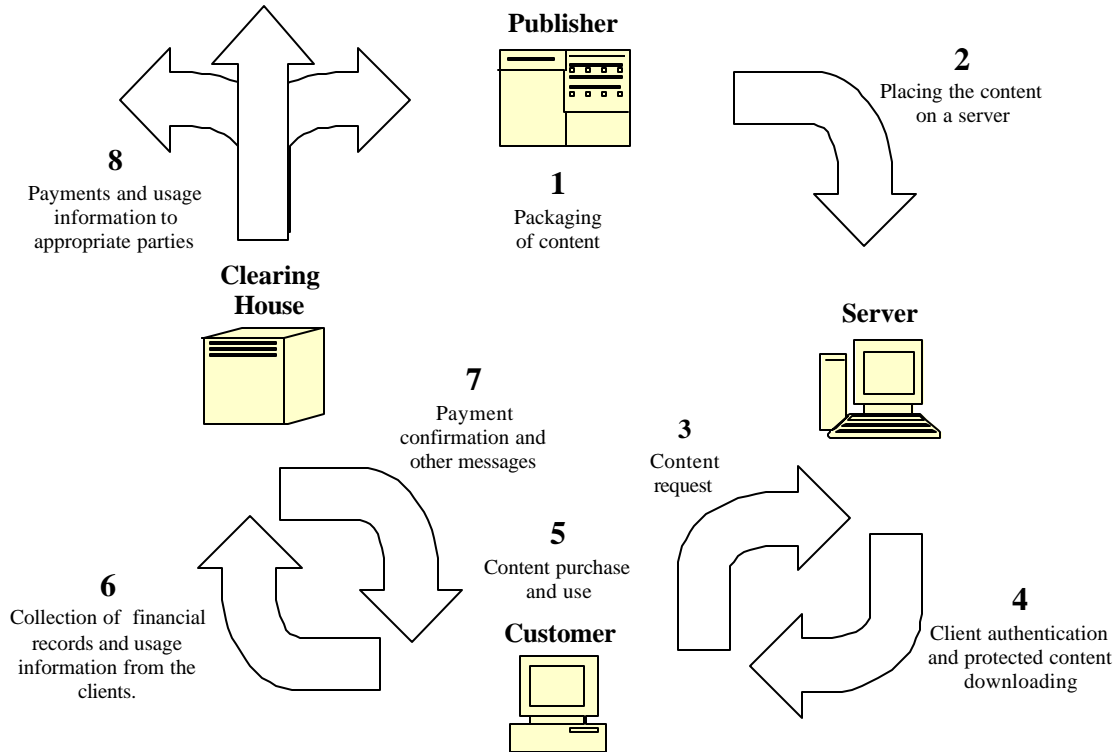 Publisher
2
Placing the content
on a server
8
Payments and usage
information to
appropriate parties
1
Packaging
of content
Clearing
House
Server
7
Payment
confirmation and
other messages
3
Content
request
5
Content purchase
and use
6
Collection of financial
records and usage
information from the
clients.
Customer
4
Client authentication
and protected content
downloading